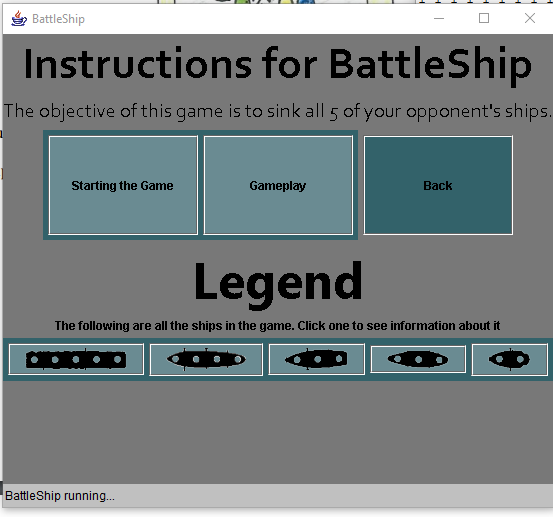 BattleShip
Instructions for BattleShip
The objective of this game is to sink all 5 of your opponent's ships.
Starting the Game
Gameplay
Back
Legend
The following are all the ships in the game. Click one to see information about it
BattleShip running...